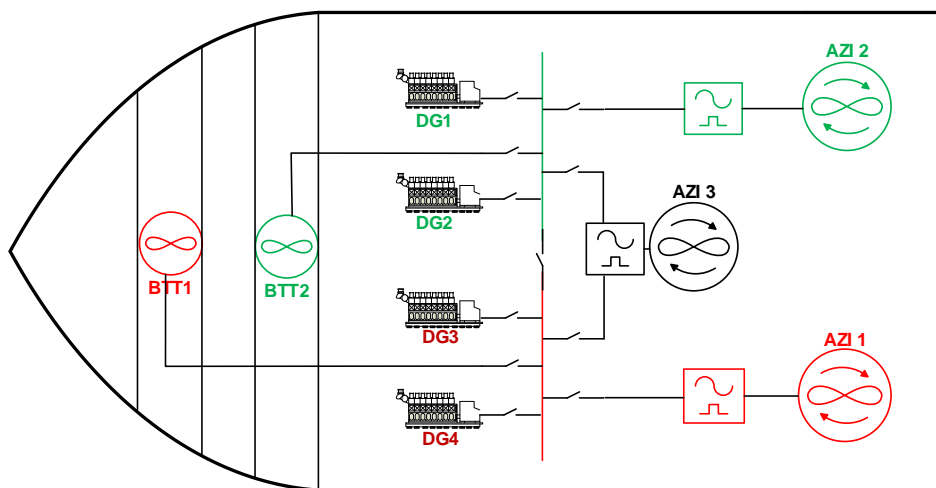 AZI 2
DG1
AZI 3
DG2
BTT1
BTT2
DG3
AZI 1
DG4